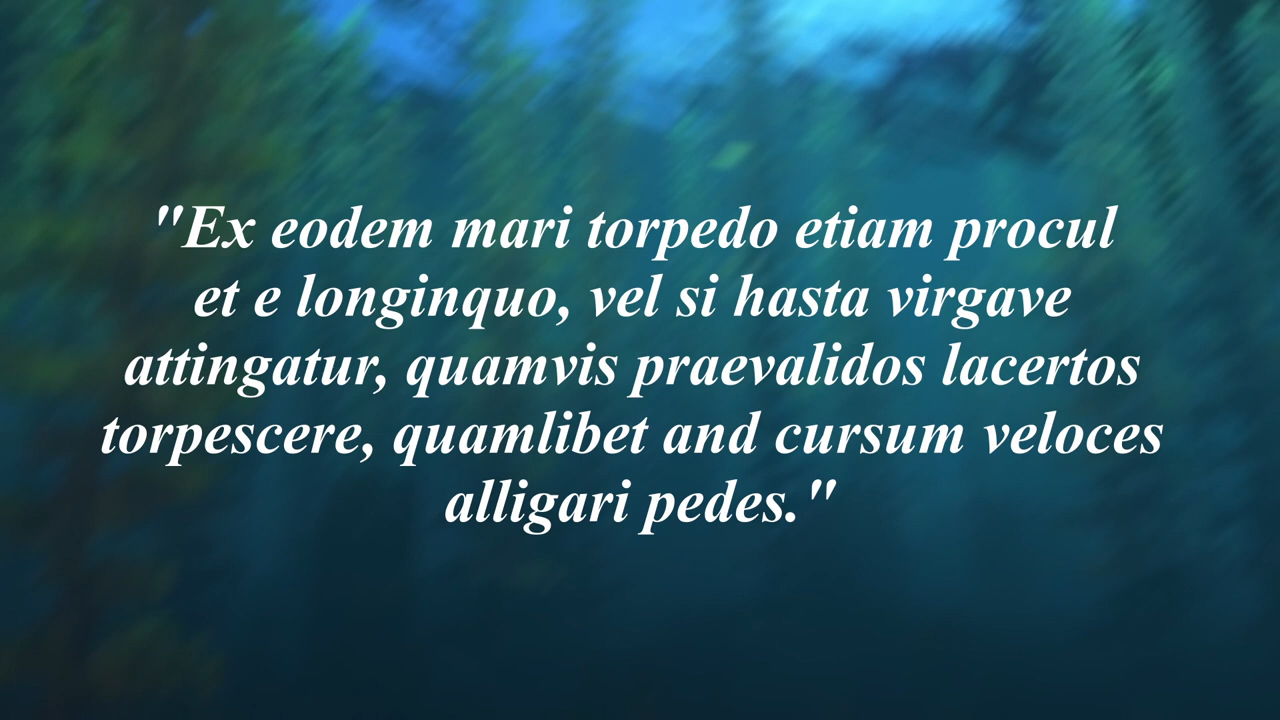 "Ex eodem mari torpedo etiam procul
et e longinquo, vel si hasta virgave
attingatur, quamvis praevalidos lacertos
torpescere, quamlibet and cursum veloces
alligari pedes."